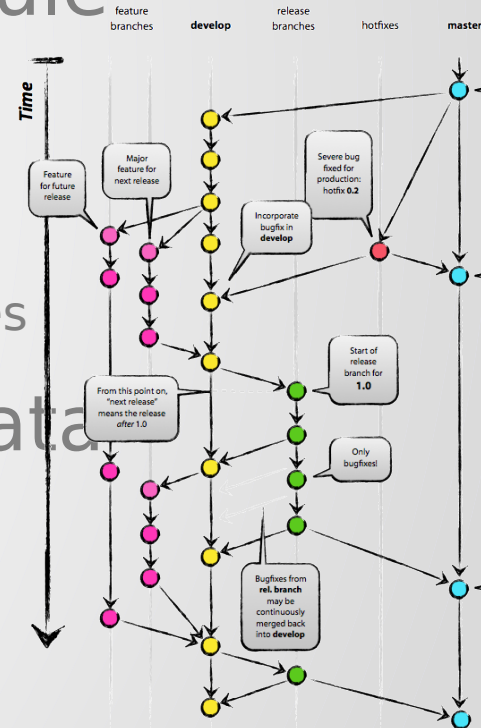 feature
branches
develop
release
branches
hotfixes
master
Time
Feature
for future
release
Major
feature for
next release
Severe bug
fixed for
production:
hotfix 0.2
Incorporate
bugfix in
develop
Start of
release
branch for
1.0
From this point on,
“next release”
means the release
after 1.0
Only
bugfixes!
Bugfixes from
rel. branch
may be
continuously
merged back
into develop